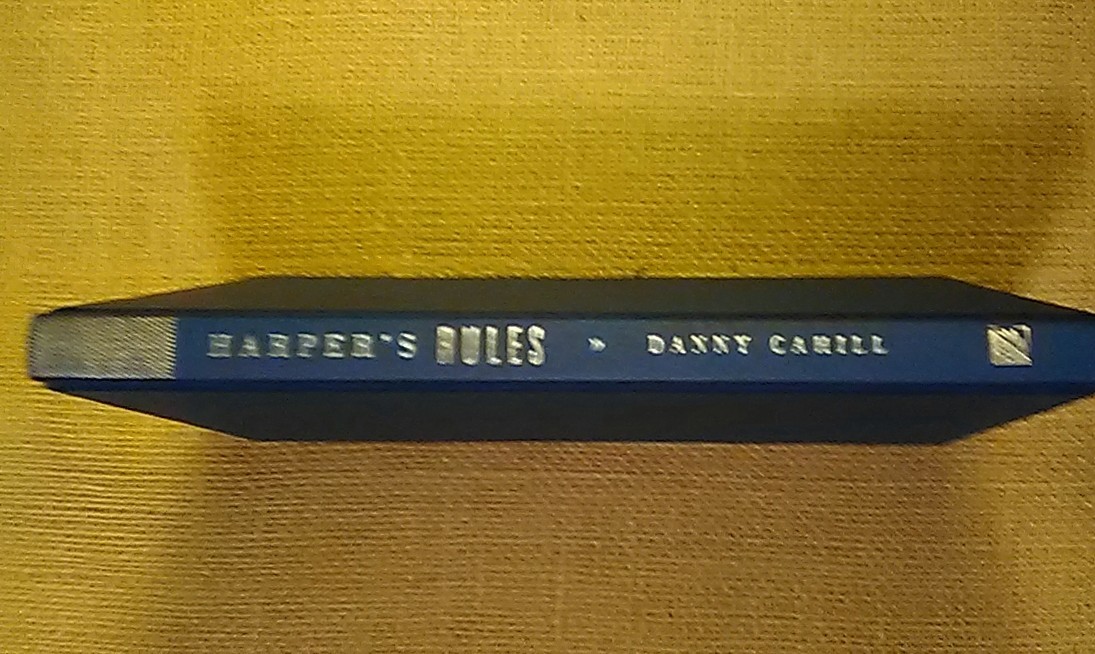 HARPER'S RULES » DANNY CAHILL